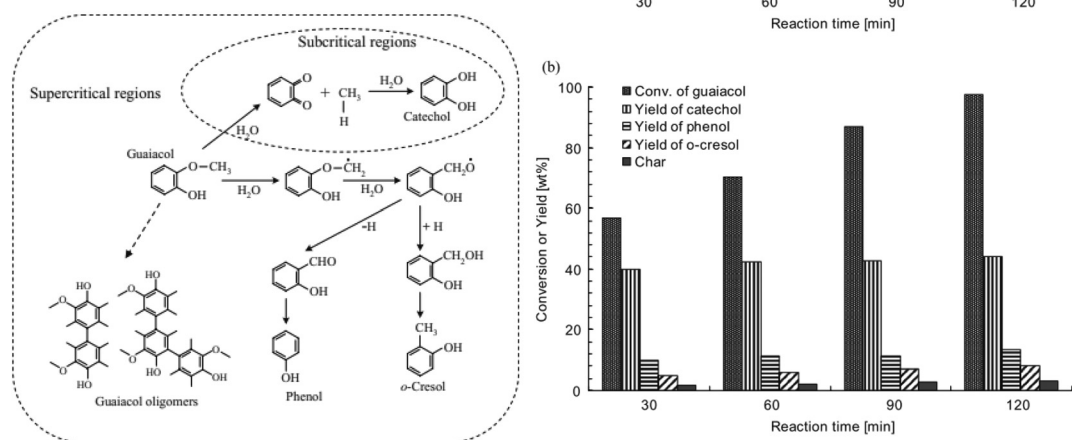 Subcritical regions
Supercritical regions
O
O
+
CH3
H
H2O
OH
OH
Catechol
H2O
Guaiacol
O–CH3
OH
H2O
O–ĊH2
OH
H2O
CH2Ȯ
OH
-H
+ H
CHO
OH
CH2OH
OH
CH3
OH
OH
Phenol
o-Cresol
HO
O
O
HO
HO
O
O
HO
O
OH
Guaiacol oligomers
30
60
90
120
Reaction time [min]
(b)
Conv. of guaiacol
Yield of catechol
Yield of phenol
Yield of o-cresol
Char
Conversion or Yield [wt%]
100
80
60
40
20
0
30
60
90
120
Reaction time [min]